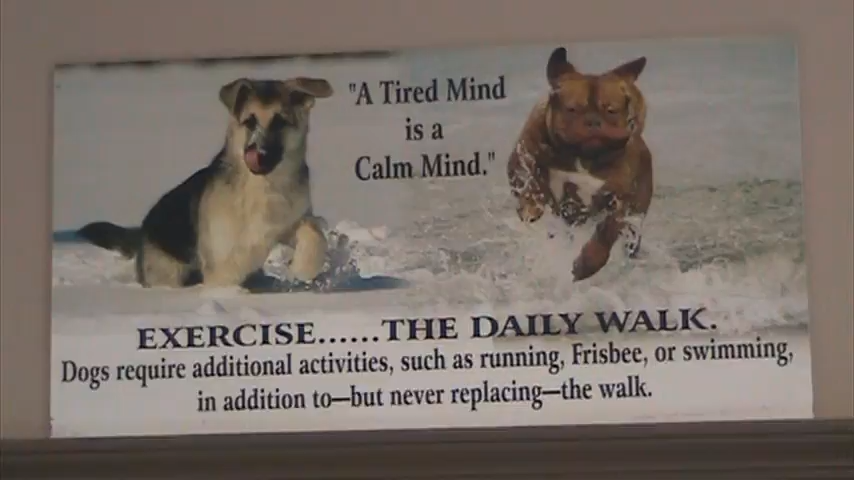 "A Tired Mind
is a
Calm Mind."
EXERCISE......THE DAILY WALK.
Dogs require additional activities, such as running, Frisbee, or swimming,
in addition to—but never replacing—the walk.